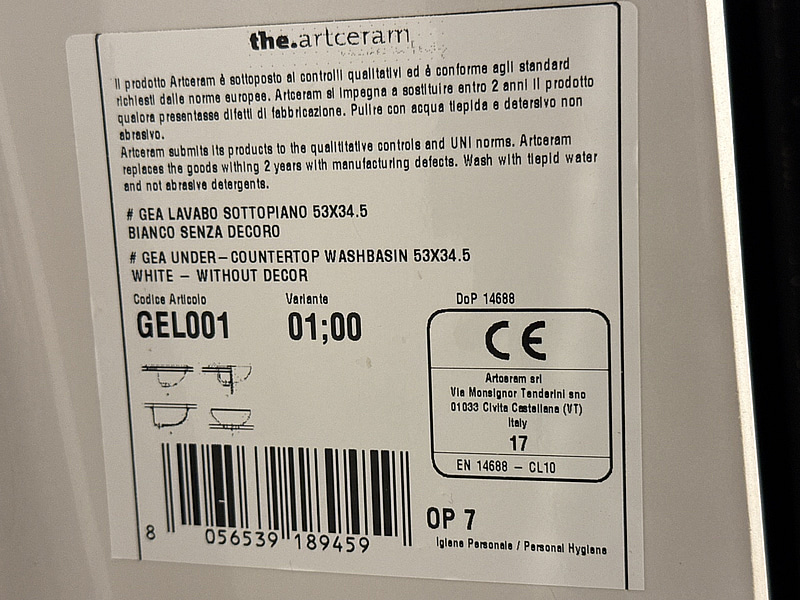 the.artceram
Il prodotto Artceram è sottoposto ai controlli qualitativi ed è conforme agli standard
richiesti dalle norme europee. Artceram si impegna a sostituire entro 2 anni il prodotto
qualora presentasse difetti di fabbricazione. Pulire con acqua tiepida e detersivo non
abrasivo.
Artceram submits its products to the qualititative controls and UNI norms. Artceram
replaces the goods withing 2 years with manufacturing defects. Wash with tiepid water
and not abrasive detergents.
# GEA LAVABO SOTTOPIANO 53X34.5
BIANCO SENZA DECORO
# GEA UNDER-COUNTERTOP WASHBASIN 53X34.5
WHITE - WITHOUT DECOR
Codice Articolo Variante DoP 14688
GEL001 01;00
CE
Artceram srl
Via Monsignor Tenderini snc
01033 Civita Castellana (VT)
Italy
17
EN 14688 - CL10
8 056539 189459
OP 7
Igiene Personale / Personal Hygiene